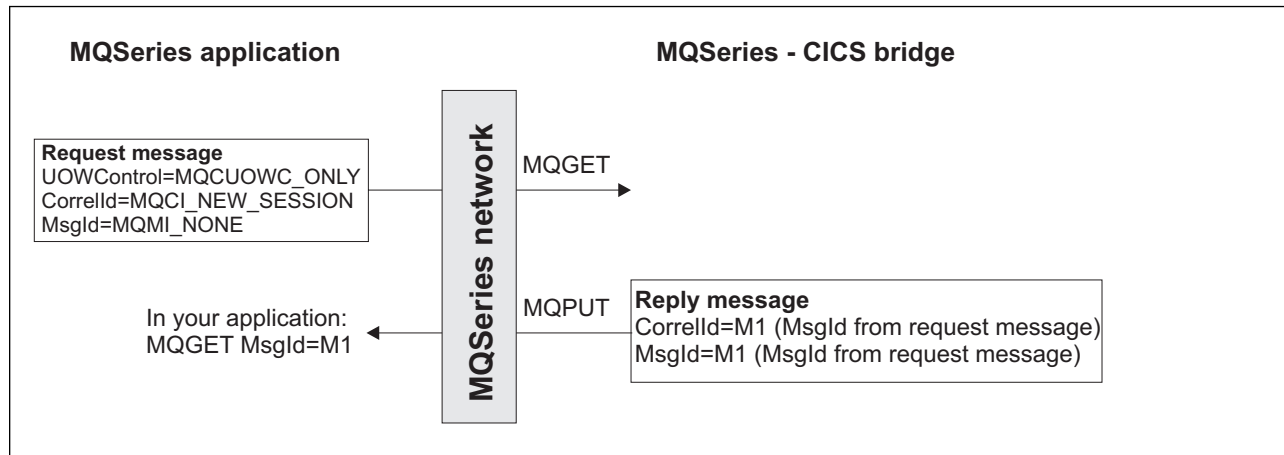 MQSeries application
MQSeries - CICS bridge
Request message
UOWControl=MQCUOWC_ONLY
CorrelId=MQCI_NEW_SESSION
MsgId=MQMI_NONE
MQSeries network
MQGET
In your application:
MQGET MsgId=M1
MQPUT
Reply message
CorrelId=M1 (MsgId from request message)
MsgId=M1 (MsgId from request message)